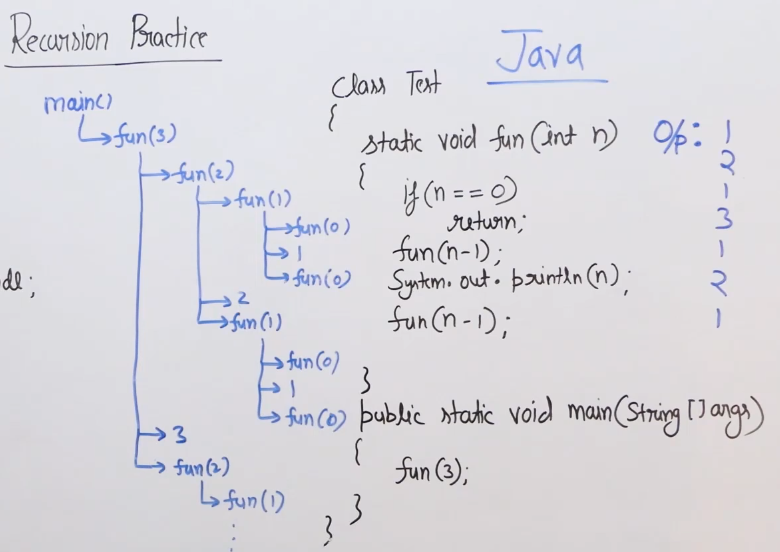 Recursion Practice
Java
main()
fun(3)
fun(2)
fun(1)
fun(0)
1
fun(0)
2
fun(1)
fun(0)
1
fun(0)
3
fun(2)
fun(1)
Class Test
{
static void fun(int n)
{
if(n == 0)
return;
fun(n-1);
System.out.println(n);
fun(n-1);
}
public static void main(String []args)
{
fun(3);
}
}
O/p: 1
2
1
3
1
2
1